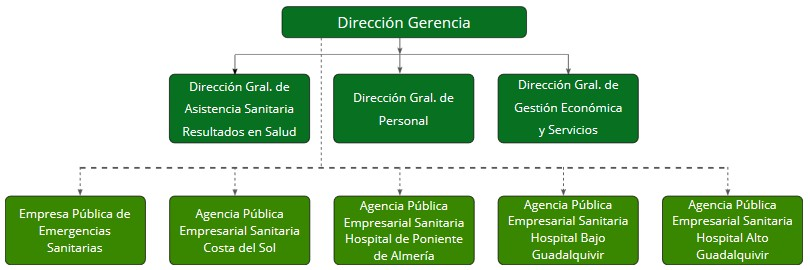 Dirección Gerencia
Dirección Gral. de
Asistencia Sanitaria
Resultados en Salud
Dirección Gral. de
Personal
Dirección Gral. de
Gestión Económica
y Servicios
Empresa Pública de
Emergencias
Sanitarias
Agencia Pública
Empresarial Sanitaria
Costa del Sol
Agencia Pública
Empresarial Sanitaria
Hospital de Poniente
de Almería
Agencia Pública
Empresarial Sanitaria
Hospital Bajo
Guadalquivir
Agencia Pública
Empresarial Sanitaria
Hospital Alto
Guadalquivir